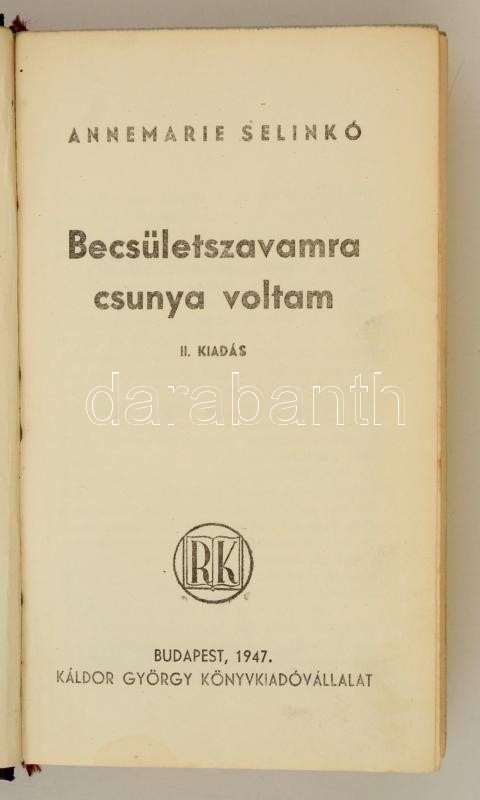 ANNEMARIE SELINKÓ
Becsületszavamra
csunya voltam
II. KIADÁS
darabanth
RK
BUDAPEST, 1947.
KÁLDOR GYÖRGY KÖNYVKIADÓVÁLLALAT